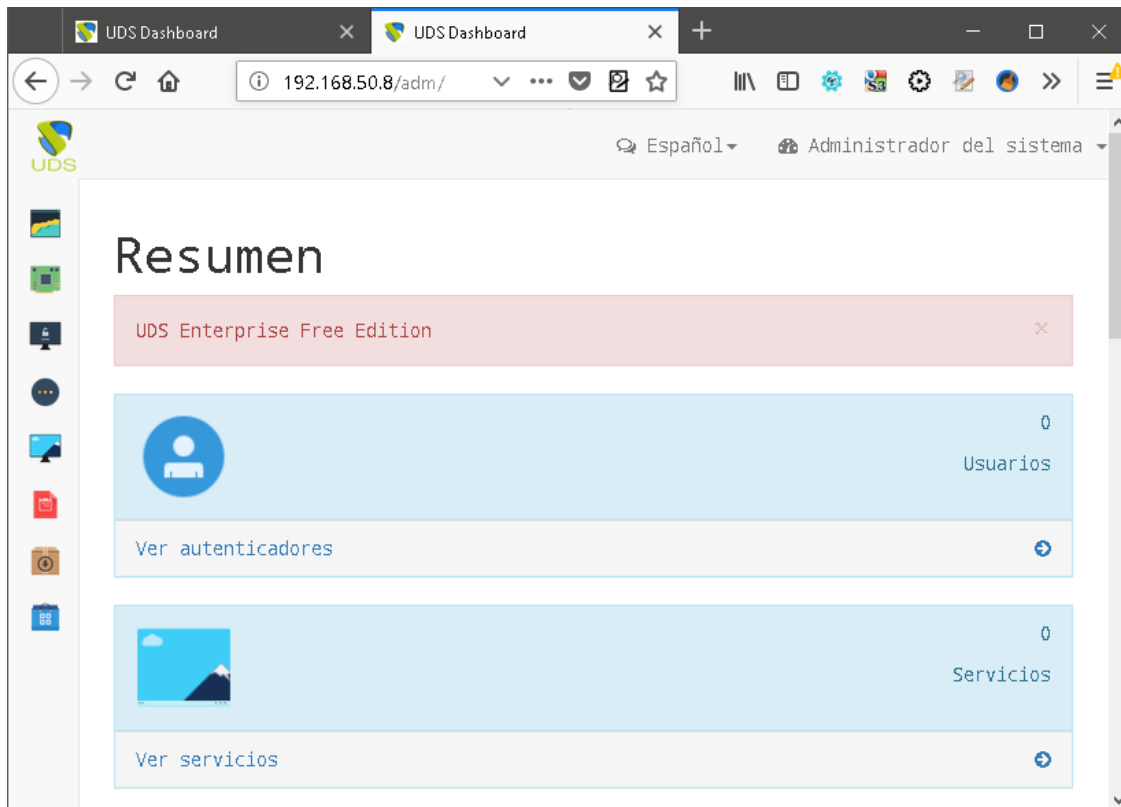 UDS Dashboard
UDS Dashboard
192.168.50.8/adm/
S3
UDS
Español
Administrador del sistema
Resumen
UDS Enterprise Free Edition
0
Usuarios
Ver autenticadores
0
Servicios
Ver servicios